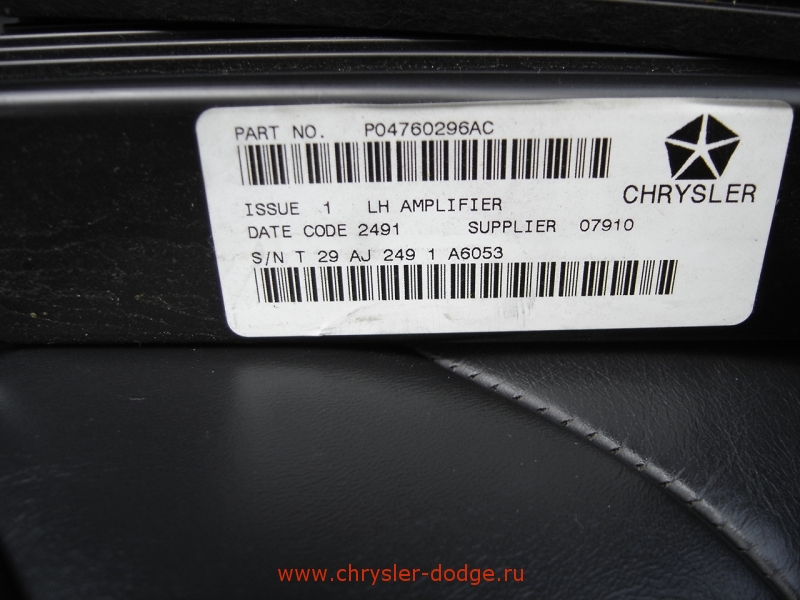 PART NO. P04760296AC
CHRYSLER
ISSUE 1 LH AMPLIFIER
DATE CODE 2491 SUPPLIER 07910
S/N T 29 AJ 249 1 A6053
www.chrysler-dodge.ru